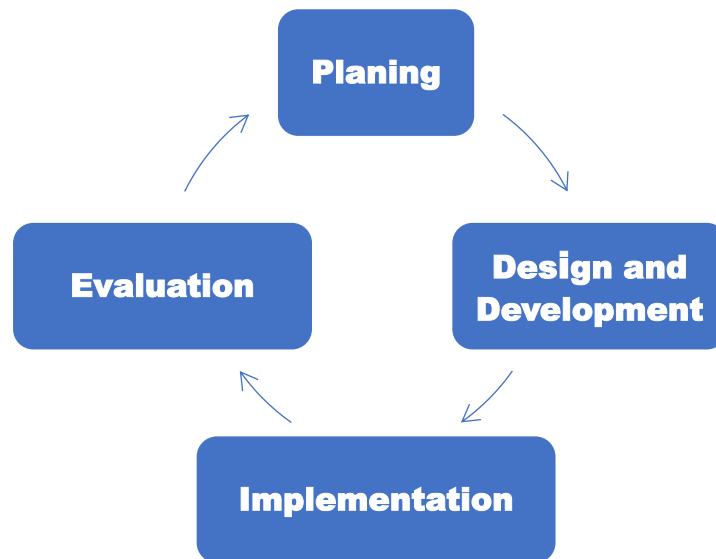 Planing
Design and
Development
Implementation
Evaluation